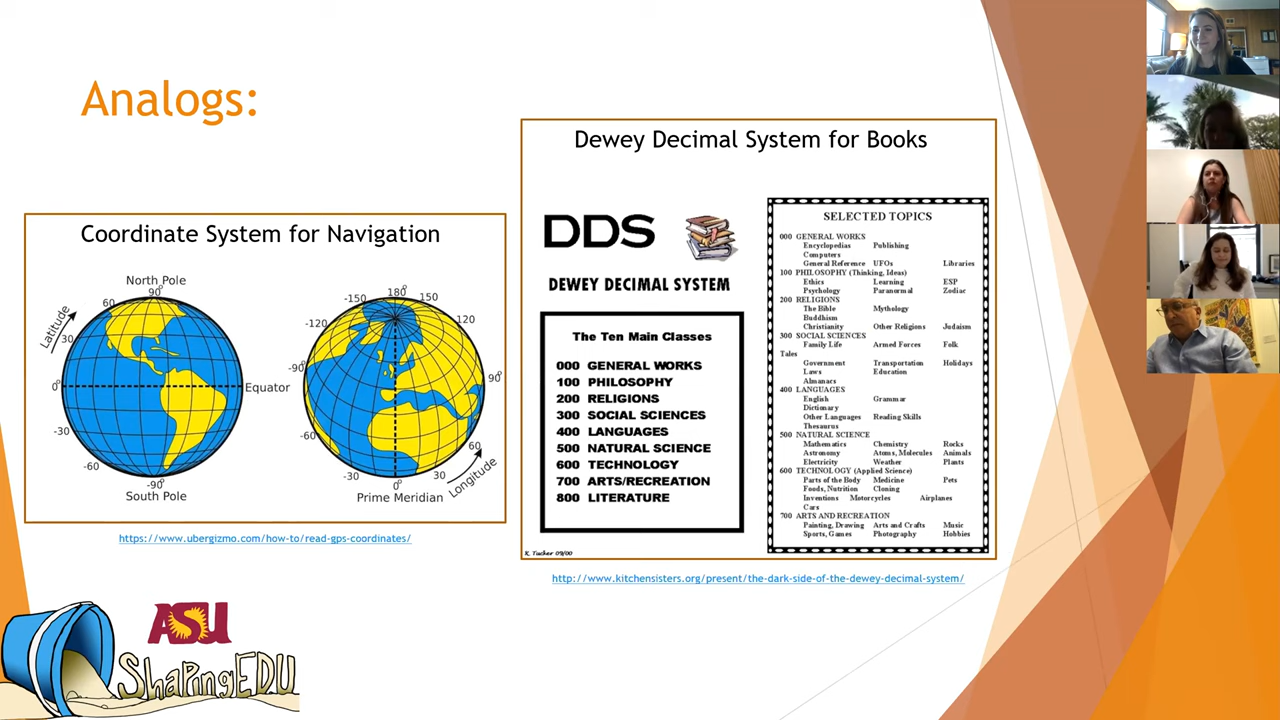 Analogs:
Coordinate System for Navigation
North Pole
90°
60
30
0°
-30
-60
-90°
Latitude
Equator
South Pole
180°
-150
150
-120
120
-90
90°
-60
60
-30
30
0°
Longitude
Prime Meridian
https://www.ubergizmo.com/how-to/read-gps-coordinates/
Dewey Decimal System for Books
DDS
DEWEY DECIMAL SYSTEM
The Ten Main Classes
000 GENERAL WORKS
100 PHILOSOPHY
200 RELIGIONS
300 SOCIAL SCIENCES
400 LANGUAGES
500 NATURAL SCIENCE
600 TECHNOLOGY
700 ARTS/RECREATION
800 LITERATURE
K. Tucker 09/00
SELECTED TOPICS
000 GENERAL WORKS
Encyclopedias Publishing
Computers
General Reference UFOs Libraries
100 PHILOSOPHY (Thinking, Ideas)
Ethics Learning ESP
Psychology Paranormal Zodiac
200 RELIGIONS
The Bible Mythology
Buddhism
Christianity Other Religions Judaism
300 SOCIAL SCIENCES
Family Life Armed Forces Folk
Tales
Government Transportation Holidays
Laws Education
Almanacs
400 LANGUAGES
English Grammar
Dictionary
Other Languages Reading Skills
Thesaurus
500 NATURAL SCIENCE
Mathematics Chemistry Rocks
Astronomy Atoms, Molecules Animals
Electricity Weather Plants
600 TECHNOLOGY (Applied Science)
Parts of the Body Medicine Pets
Foods, Nutrition Cloning
Inventions Motorcycles Airplanes
Cars
700 ARTS AND RECREATION
Painting, Drawing Arts and Crafts Music
Sports, Games Photography Hobbies
http://www.kitchensisters.org/present/the-dark-side-of-the-dewey-decimal-system/
ASU
ShapingEDU